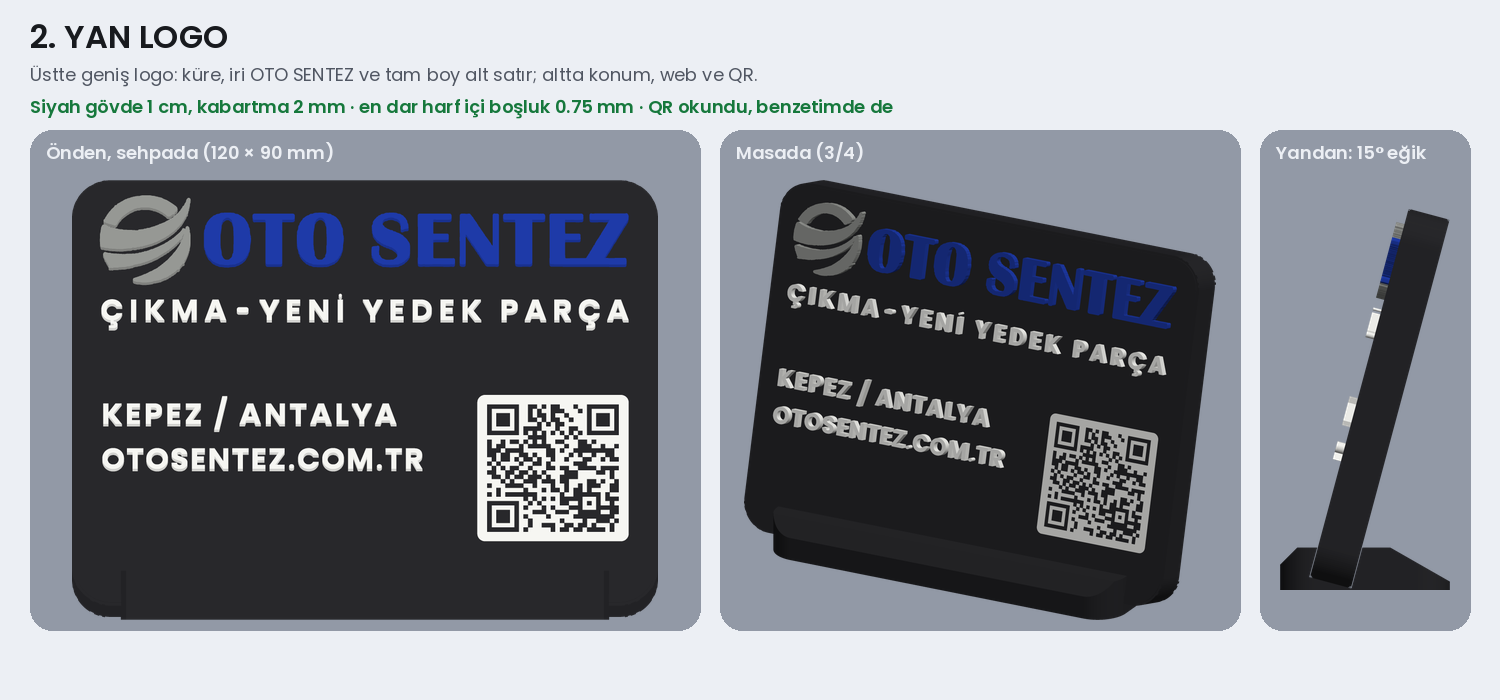 2. YAN LOGO
Üstte geniş logo: küre, iri OTO SENTEZ ve tam boy alt satır; altta konum, web ve QR.
Siyah gövde 1 cm, kabartma 2 mm · en dar harf içi boşluk 0.75 mm · QR okundu, benzetimde de
Önden, sehpada (120 × 90 mm)
OTO SENTEZ
ÇIKMA-YENİ YEDEK PARÇA
KEPEZ / ANTALYA
OTOSENTEZ.COM.TR
Masada (3/4)
OTO SENTEZ
ÇIKMA-YENİ YEDEK PARÇA
KEPEZ / ANTALYA
OTOSENTEZ.COM.TR
Yandan: 15° eğik